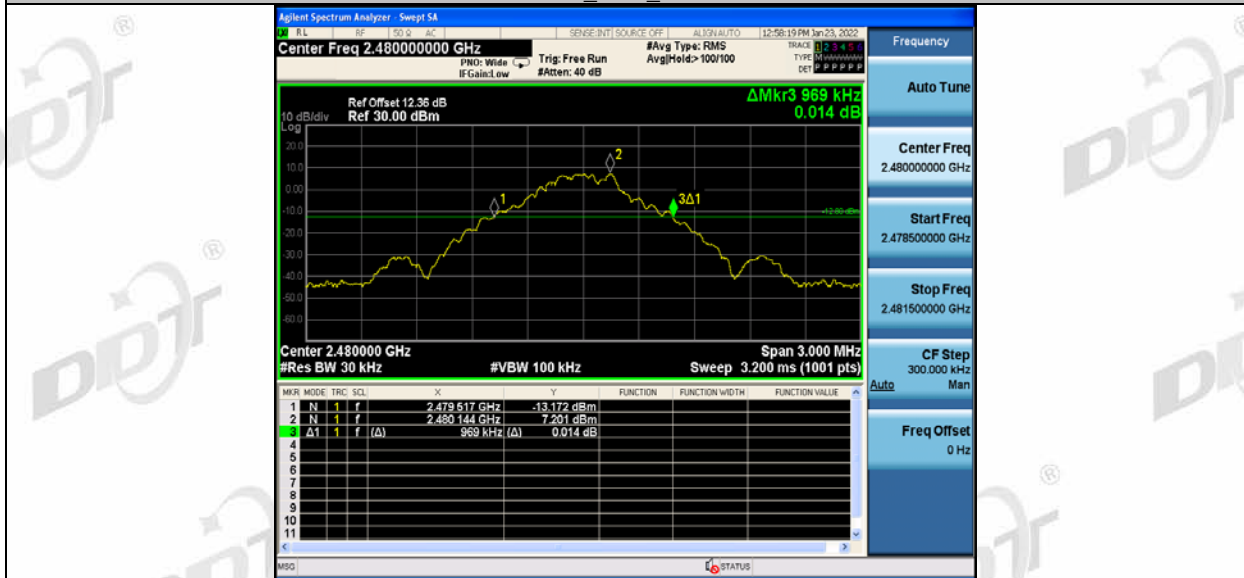 Agilent Spectrum Analyzer - Swept SA
RL RF 50 Ω AC SENSE:INT SOURCE OFF ALIGNAUTO 12:58:19 PM Jan 23, 2022
Center Freq 2.480000000 GHz
PNO: Wide
IFGain:Low
Trig: Free Run
#Atten: 40 dB
#Avg Type: RMS
Avg|Hold:> 100/100
TRACE 1 2 3 4 5 6
TYPE M
DET P P P P P P
ΔMkr3 969 kHz
0.014 dB
Ref Offset 12.36 dB
10 dB/div Ref 30.00 dBm
Log
20.0
10.0
0.00
-10.0
-20.0
-30.0
-40.0
-50.0
-60.0
2
1
3Δ1
Center 2.480000 GHz Span 3.000 MHz
#Res BW 30 kHz #VBW 100 kHz Sweep 3.200 ms (1001 pts)
MKR MODE TRC SCL X Y FUNCTION FUNCTION WIDTH FUNCTION VALUE
1 N 1 f 2.479 517 GHz -13.172 dBm
2 N 1 f 2.480 144 GHz 7.201 dBm
3 Δ1 1 f (Δ) 969 kHz (Δ) 0.014 dB
4
5
6
7
8
9
10
11
MSG STATUS
Frequency
Auto Tune
Center Freq
2.480000000 GHz
Start Freq
2.478500000 GHz
Stop Freq
2.481500000 GHz
CF Step
300.000 kHz
Auto Man
Freq Offset
0 Hz
DDT
®
DDT
®
DDT
®